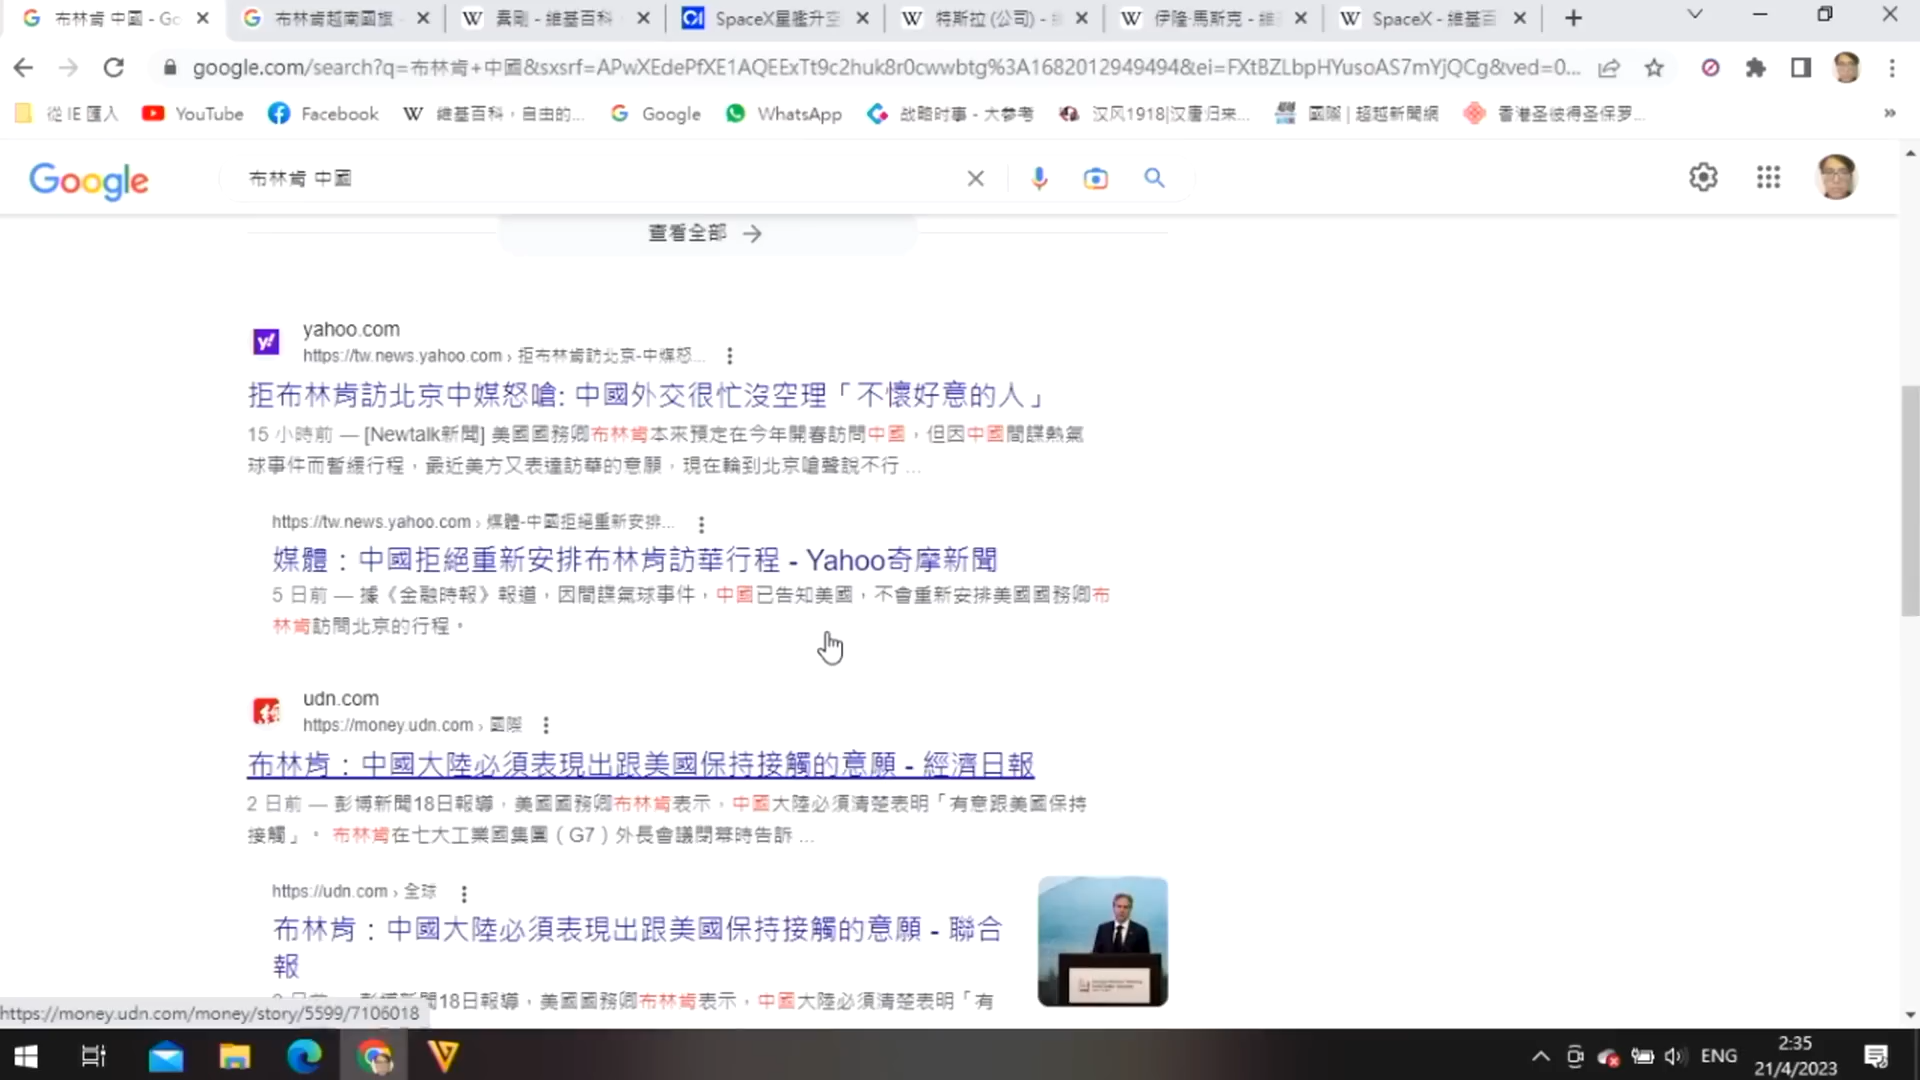 布林肯 中國 - Gc
布林肯越南國旗 -
秦剛 - 維基百科
SpaceX星艦升空
特斯拉 (公司) -
伊隆·馬斯克 - 維
SpaceX - 維基百
google.com/search?q=布林肯+中國&sxsrf=APwXEdePfXE1AQEExTt9c2huk8r0cwwbtg%3A1682012949494&ei=FXtBZLbpHYusoAS7mYjQCg&ved=0...
從 IE 匯入
YouTube
Facebook
維基百科，自由的...
Google
WhatsApp
战略时事 - 大参考
汉风1918|汉唐归来...
國際 | 超越新聞網
香港圣彼得圣保罗...
Google
布林肯 中國
查看全部 →
yahoo.com
https://tw.news.yahoo.com › 拒布林肯訪北京-中媒怒...
拒布林肯訪北京中媒怒嗆: 中國外交很忙沒空理「不懷好意的人」
15 小時前 — [Newtalk新聞] 美國國務卿布林肯本來預定在今年開春訪問中國，但因中國間諜熱氣
球事件而暫緩行程，最近美方又表達訪華的意願，現在輪到北京嗆聲說不行 ...
https://tw.news.yahoo.com › 媒體-中國拒絕重新安排...
媒體：中國拒絕重新安排布林肯訪華行程 - Yahoo奇摩新聞
5 日前 — 據《金融時報》報道，因間諜氣球事件，中國已告知美國，不會重新安排美國國務卿布
林肯訪問北京的行程。
udn.com
https://money.udn.com › 國際
布林肯：中國大陸必須表現出跟美國保持接觸的意願 - 經濟日報
2 日前 — 彭博新聞18日報導，美國國務卿布林肯表示，中國大陸必須清楚表明「有意跟美國保持
接觸」。 布林肯在七大工業國集團（G7）外長會議閉幕時告訴 ...
https://udn.com › 全球
布林肯：中國大陸必須表現出跟美國保持接觸的意願 - 聯合
報
2 日前 — 彭博新聞18日報導，美國國務卿布林肯表示，中國大陸必須清楚表明「有
https://money.udn.com/money/story/5599/7106018
ENG
2:35
21/4/2023